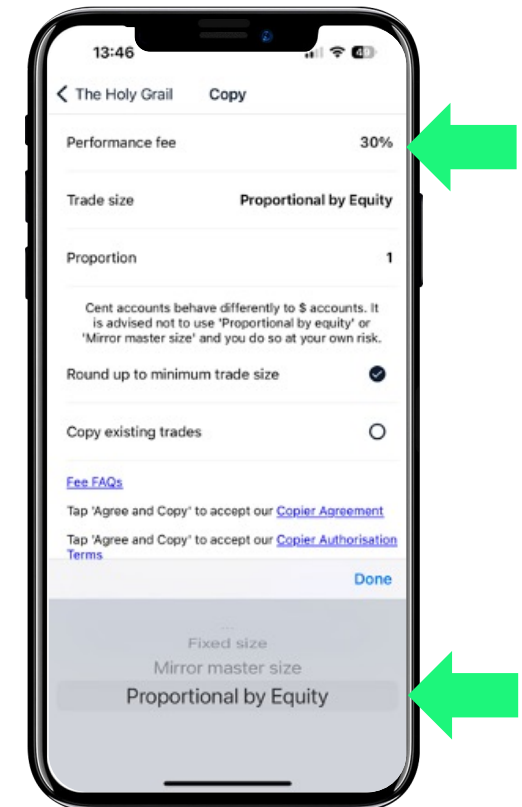 13:46
49
The Holy Grail Copy
Performance fee 30%
Trade size Proportional by Equity
Proportion 1
Cent accounts behave differently to $ accounts. It
is advised not to use 'Proportional by equity' or
'Mirror master size' and you do so at your own risk.
Round up to minimum trade size
Copy existing trades
Fee FAQs
Tap 'Agree and Copy' to accept our Copier Agreement
Tap 'Agree and Copy' to accept our Copier Authorisation
Terms
Done
...
Fixed size
Mirror master size
Proportional by Equity